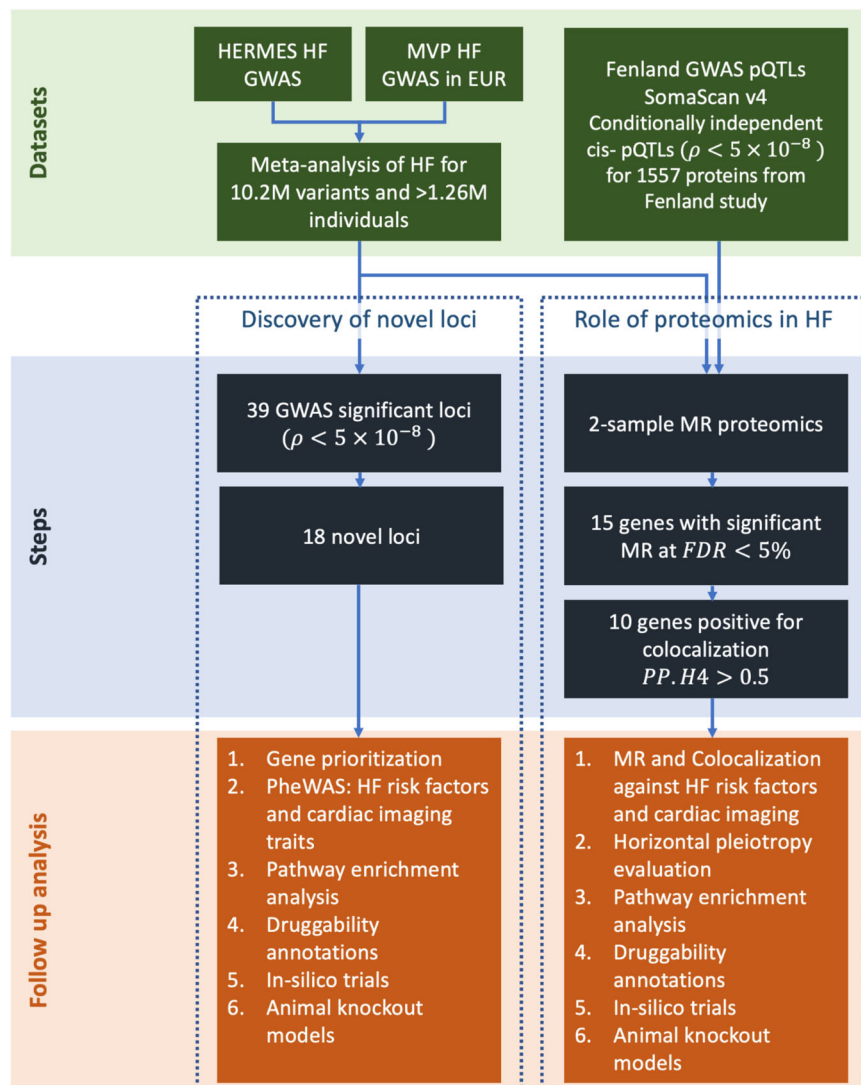 Datasets
HERMES HF
GWAS
MVP HF
GWAS in EUR
Meta-analysis of HF for
10.2M variants and >1.26M
individuals
Fenland GWAS pQTLs
SomaScan v4
Conditionally independent
cis- pQTLs (ρ < 5 × 10⁻⁸ )
for 1557 proteins from
Fenland study
Discovery of novel loci
Role of proteomics in HF
Steps
39 GWAS significant loci
(ρ < 5 × 10⁻⁸ )
18 novel loci
2-sample MR proteomics
15 genes with significant
MR at FDR < 5%
10 genes positive for
colocalization
PP.H4 > 0.5
Follow up analysis
1. Gene prioritization
2. PheWAS: HF risk factors
and cardiac imaging
traits
3. Pathway enrichment
analysis
4. Druggability
annotations
5. In-silico trials
6. Animal knockout
models
1. MR and Colocalization
against HF risk factors
and cardiac imaging
2. Horizontal pleiotropy
evaluation
3. Pathway enrichment
analysis
4. Druggability
annotations
5. In-silico trials
6. Animal knockout
models